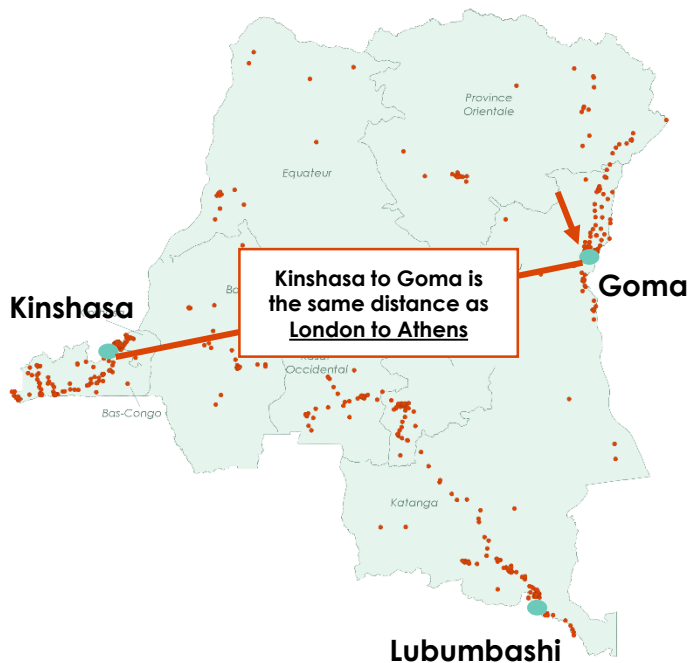 Province
Orientale
Equateur
Kinshasa to Goma is
the same distance as
London to Athens
Goma
Kinshasa
Occidental
Bas-Congo
Katanga
Lubumbashi